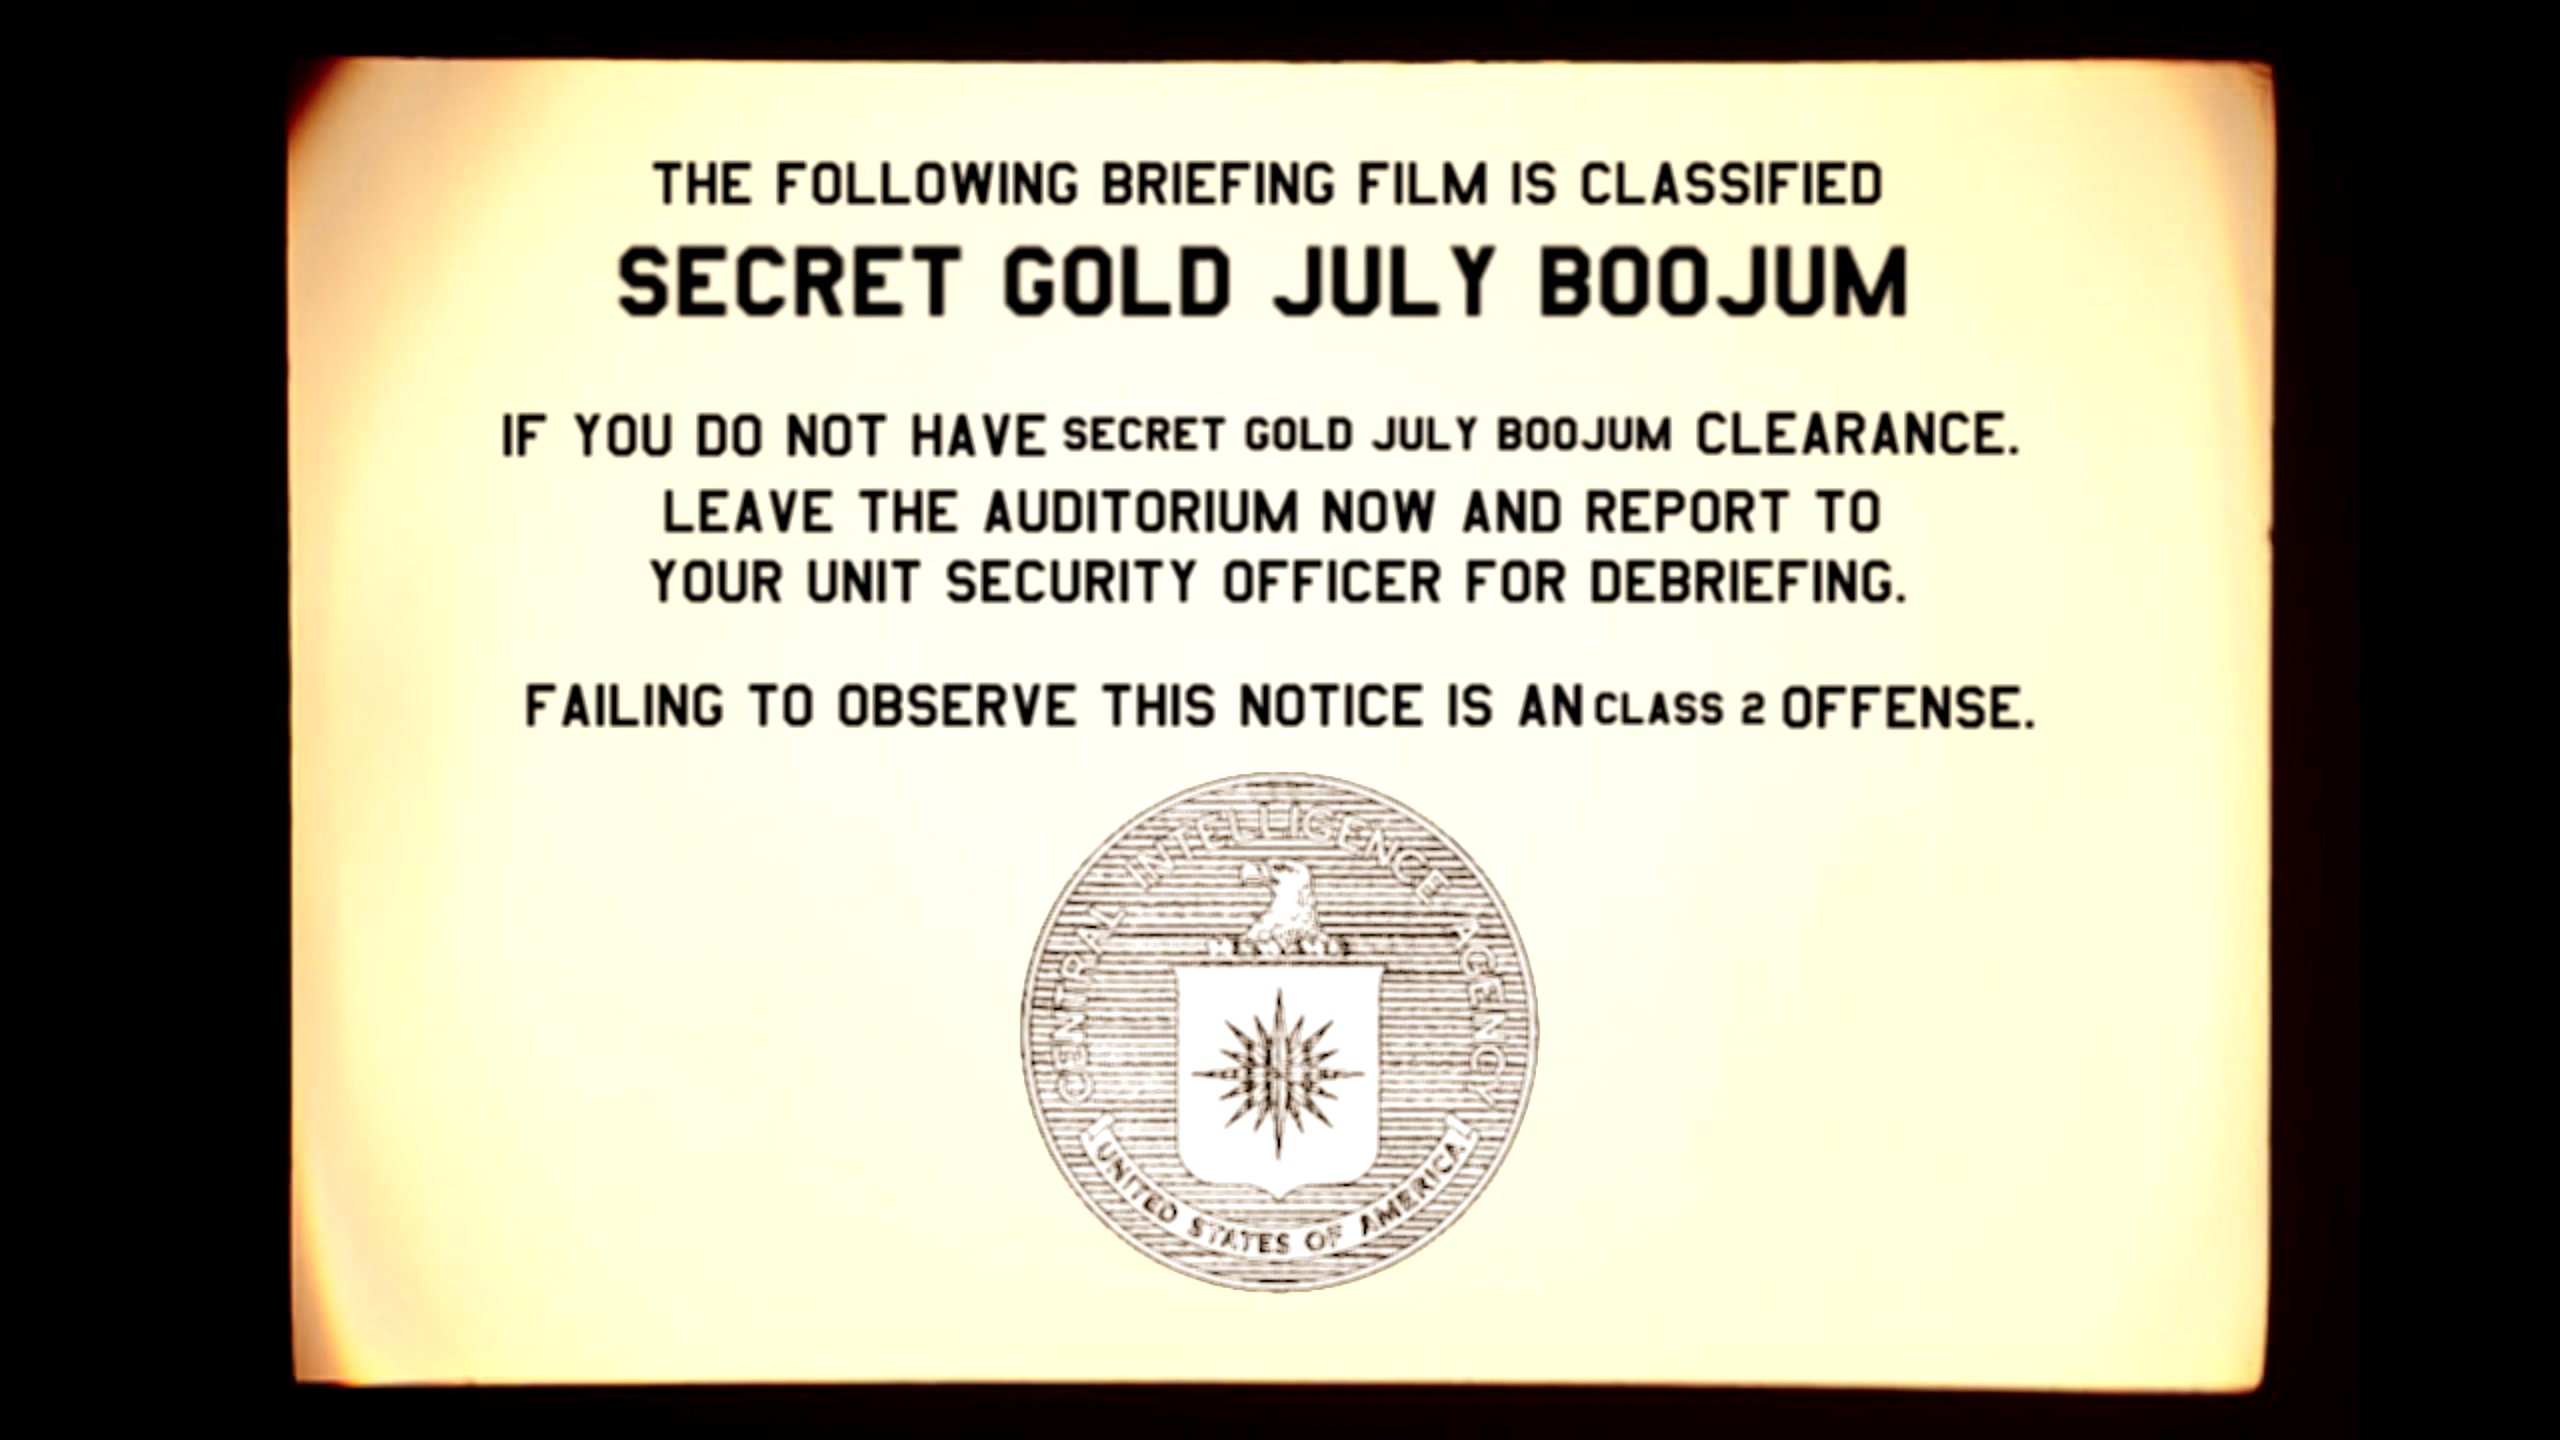 THE FOLLOWING BRIEFING FILM IS CLASSIFIED
SECRET GOLD JULY BOOJUM
IF YOU DO NOT HAVE SECRET GOLD JULY BOOJUM CLEARANCE.
LEAVE THE AUDITORIUM NOW AND REPORT TO
YOUR UNIT SECURITY OFFICER FOR DEBRIEFING.
FAILING TO OBSERVE THIS NOTICE IS AN CLASS 2 OFFENSE.
CENTRAL INTELLIGENCE AGENCY
UNITED STATES OF AMERICA